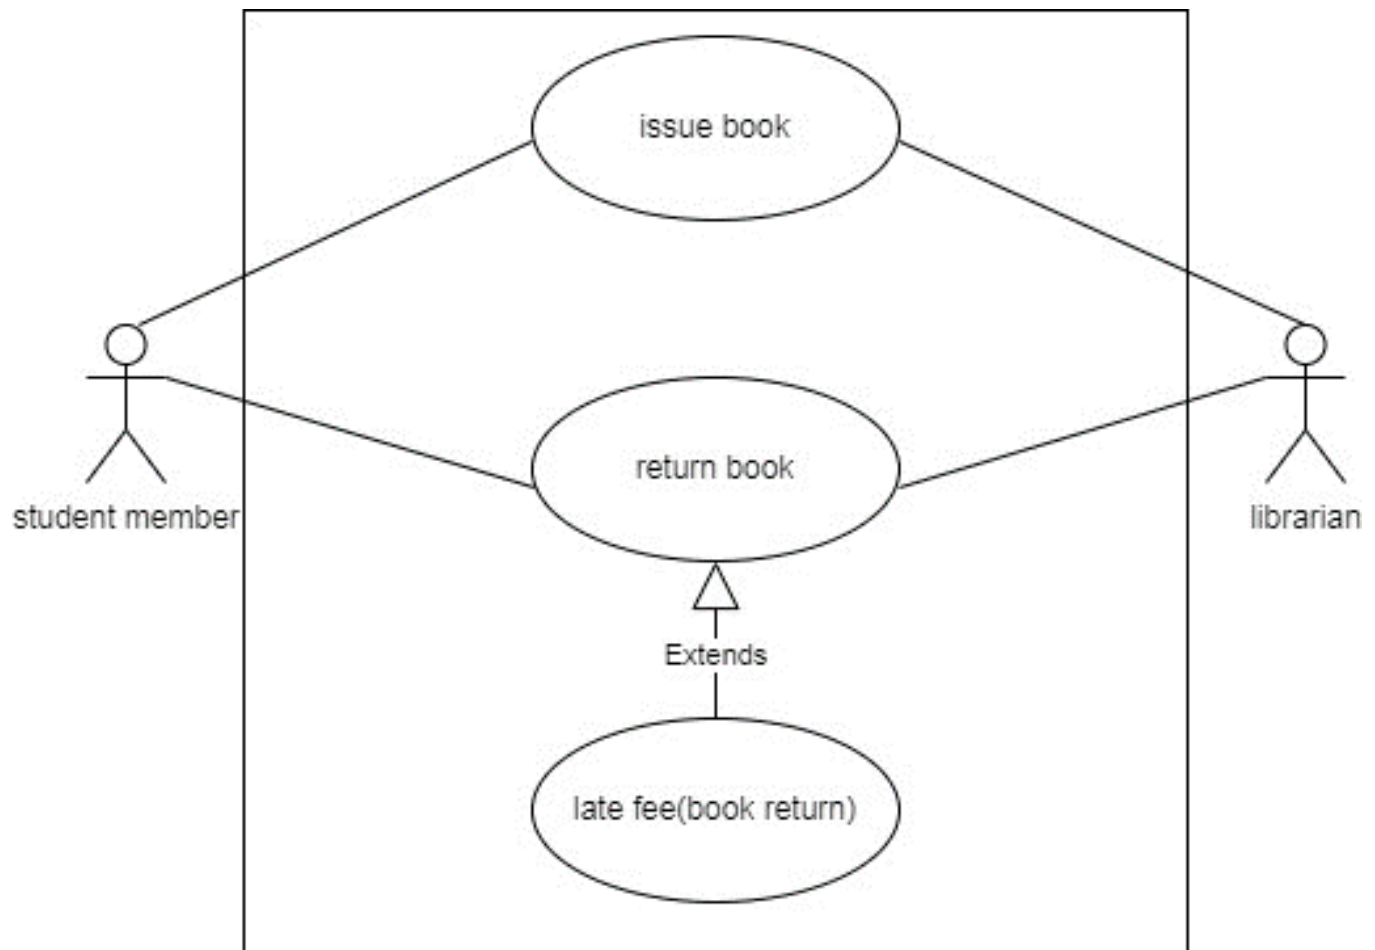 issue book
return book
student member
librarian
Extends
late fee(book return)